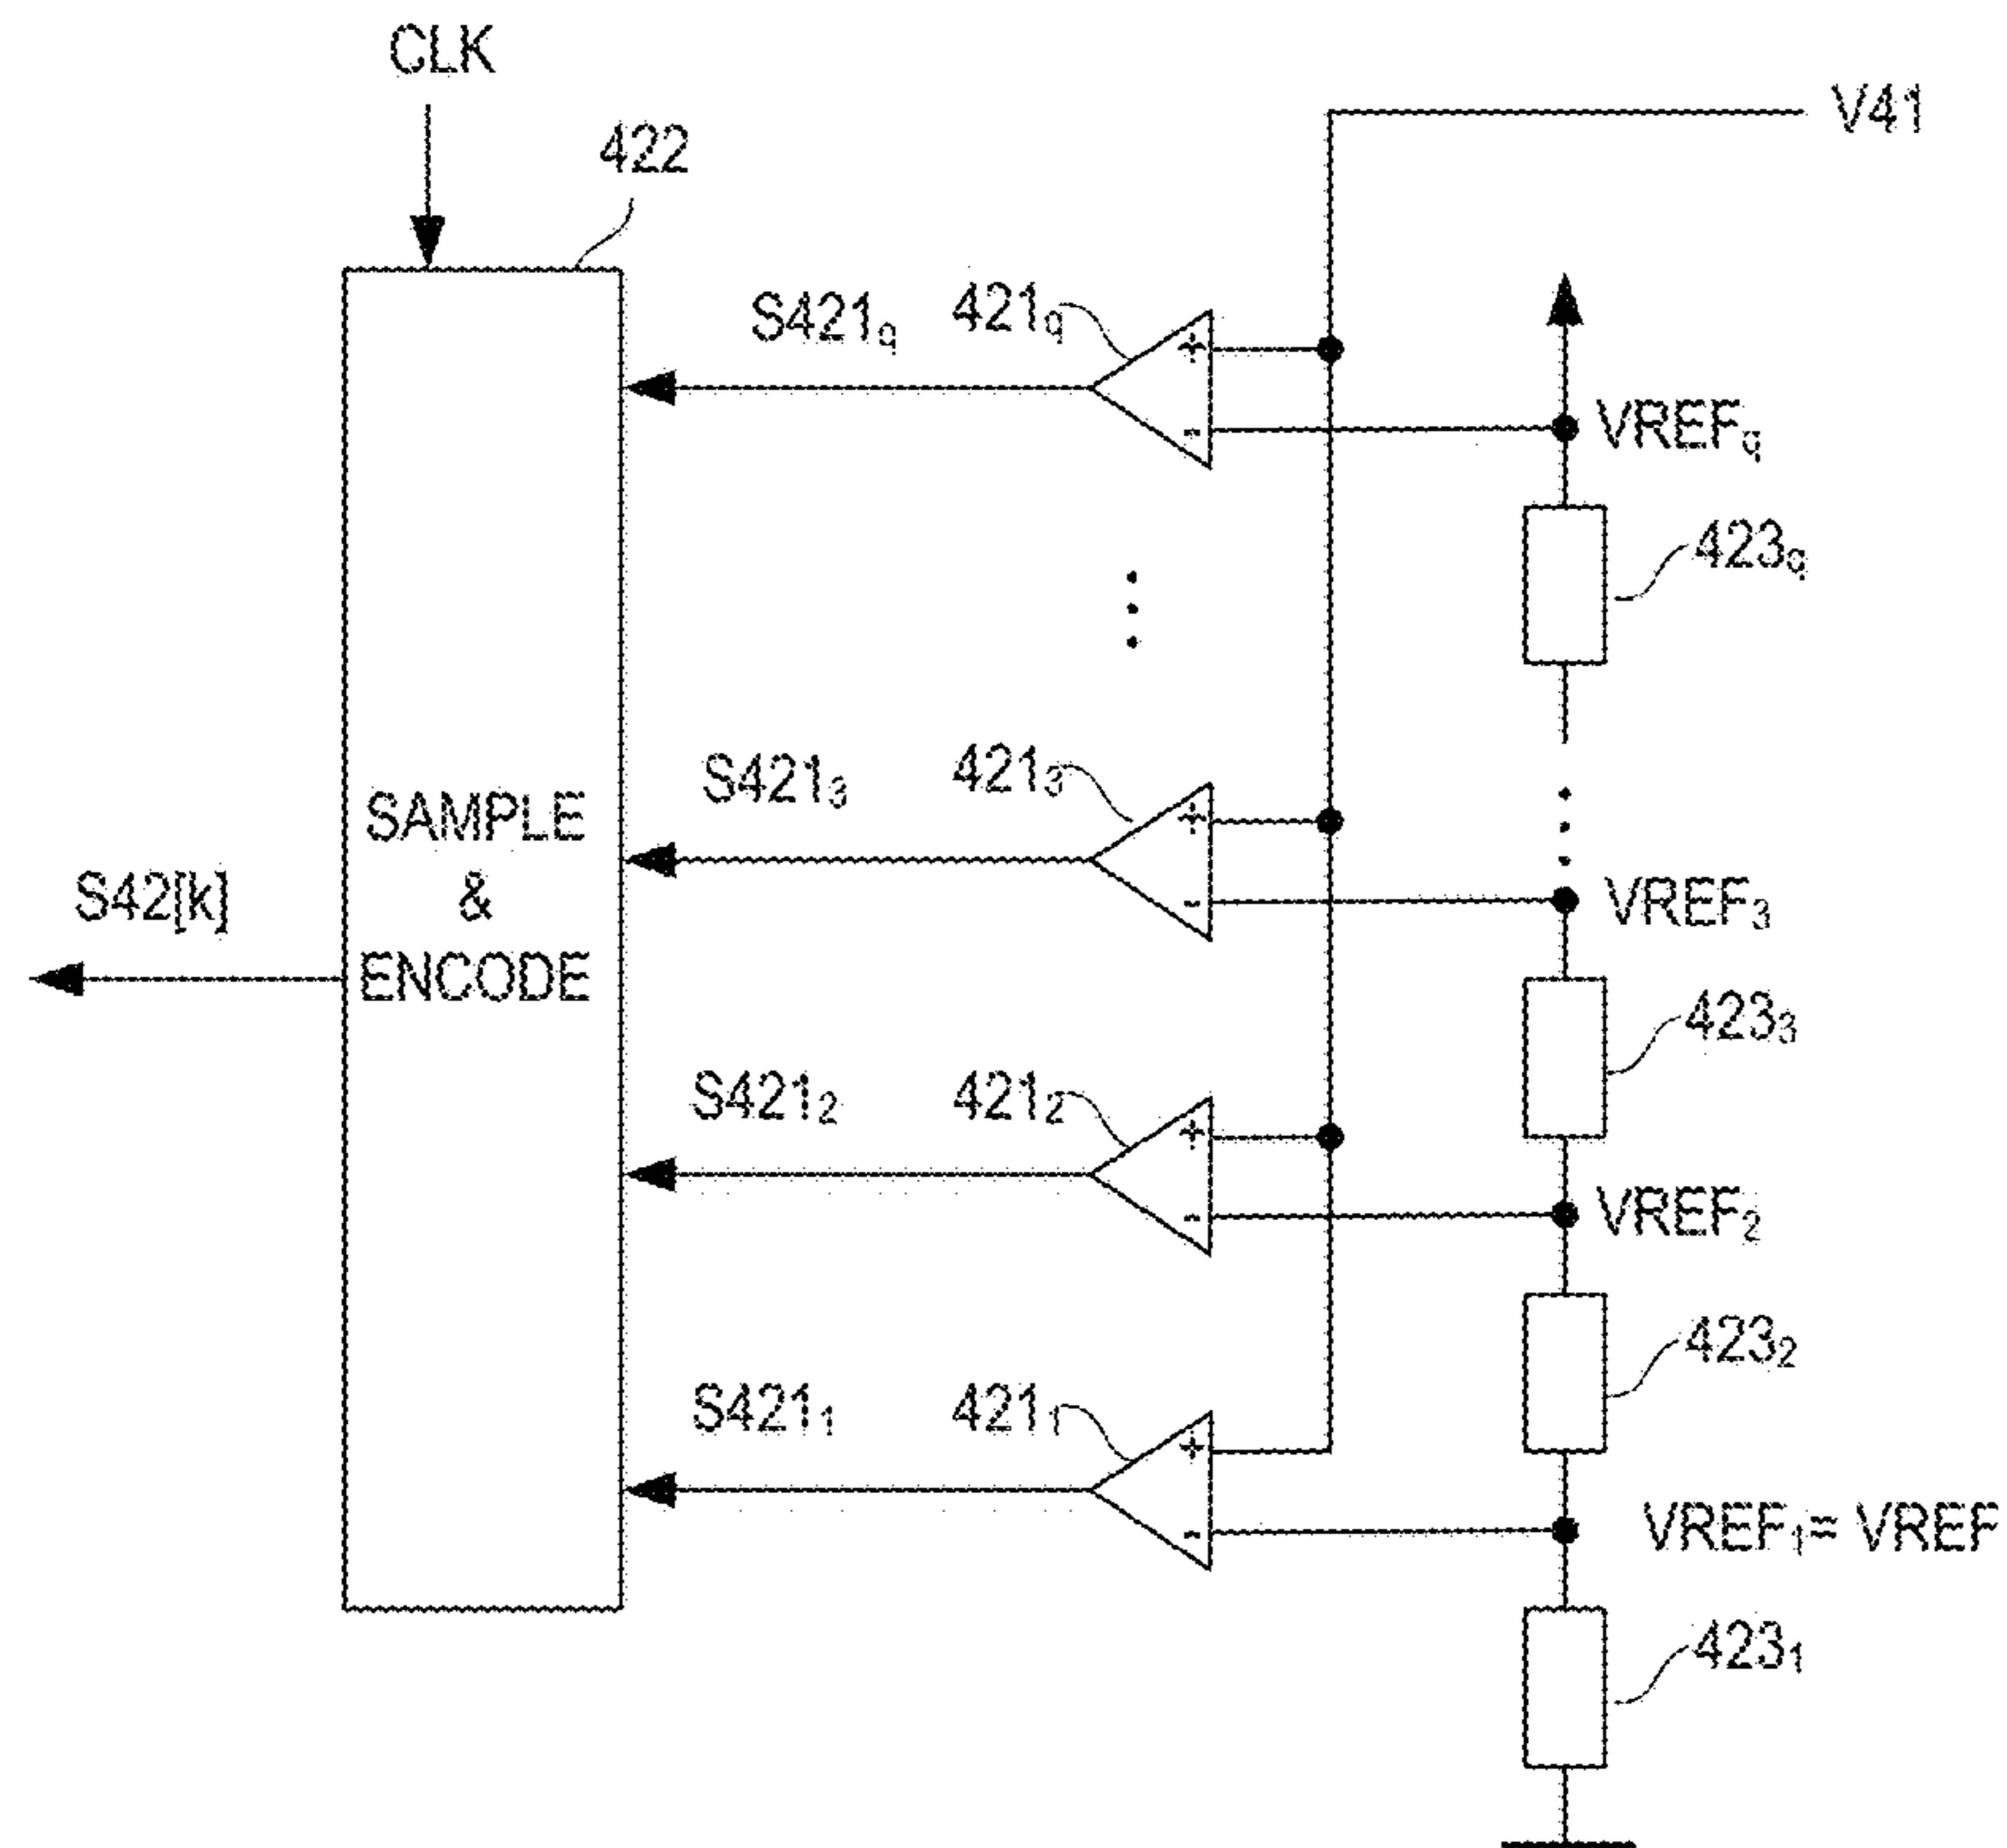 CLK
V41
422
S421q
421q
VREFq
423q
S4213
4213
SAMPLE
&
ENCODE
S42[k]
VREF3
4233
S4212
4212
VREF2
4232
S4211
4211
VREF1= VREF
4231
+
-
+
-
+
-
+
-